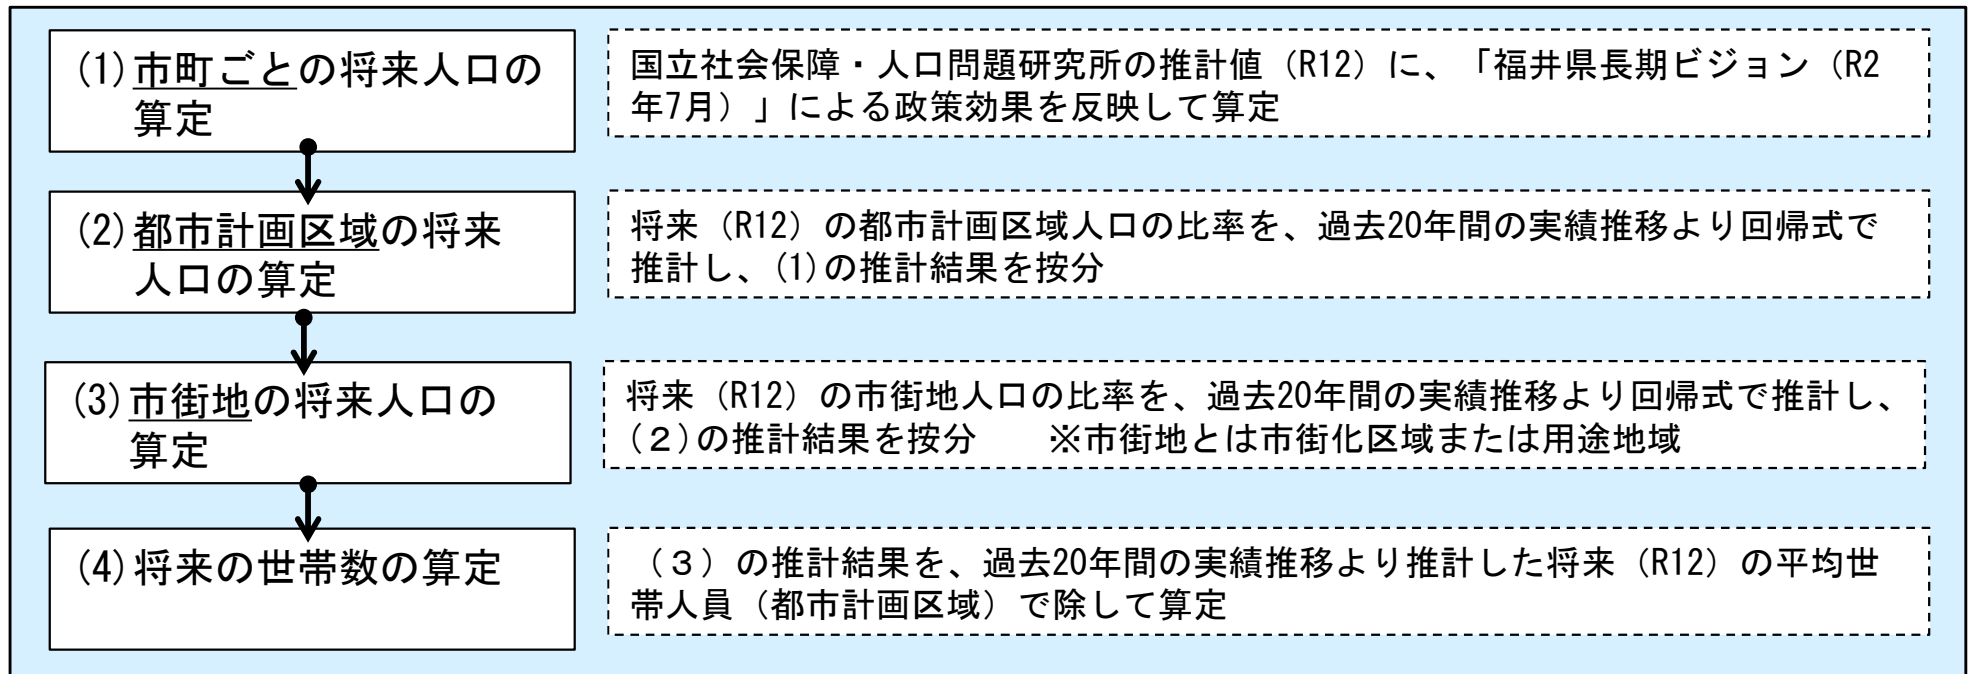 (1)市町ごとの将来人口の
算定
国立社会保障・人口問題研究所の推計値（R12）に、「福井県長期ビジョン（R2
年7月）」による政策効果を反映して算定
(2)都市計画区域の将来
人口の算定
将来（R12）の都市計画区域人口の比率を、過去20年間の実績推移より回帰式で
推計し、(1)の推計結果を按分
(3)市街地の将来人口の
算定
将来（R12）の市街地人口の比率を、過去20年間の実績推移より回帰式で推計し、
(２)の推計結果を按分　　※市街地とは市街化区域または用途地域
(4)将来の世帯数の算定
（３）の推計結果を、過去20年間の実績推移より推計した将来（R12）の平均世
帯人員（都市計画区域）で除して算定